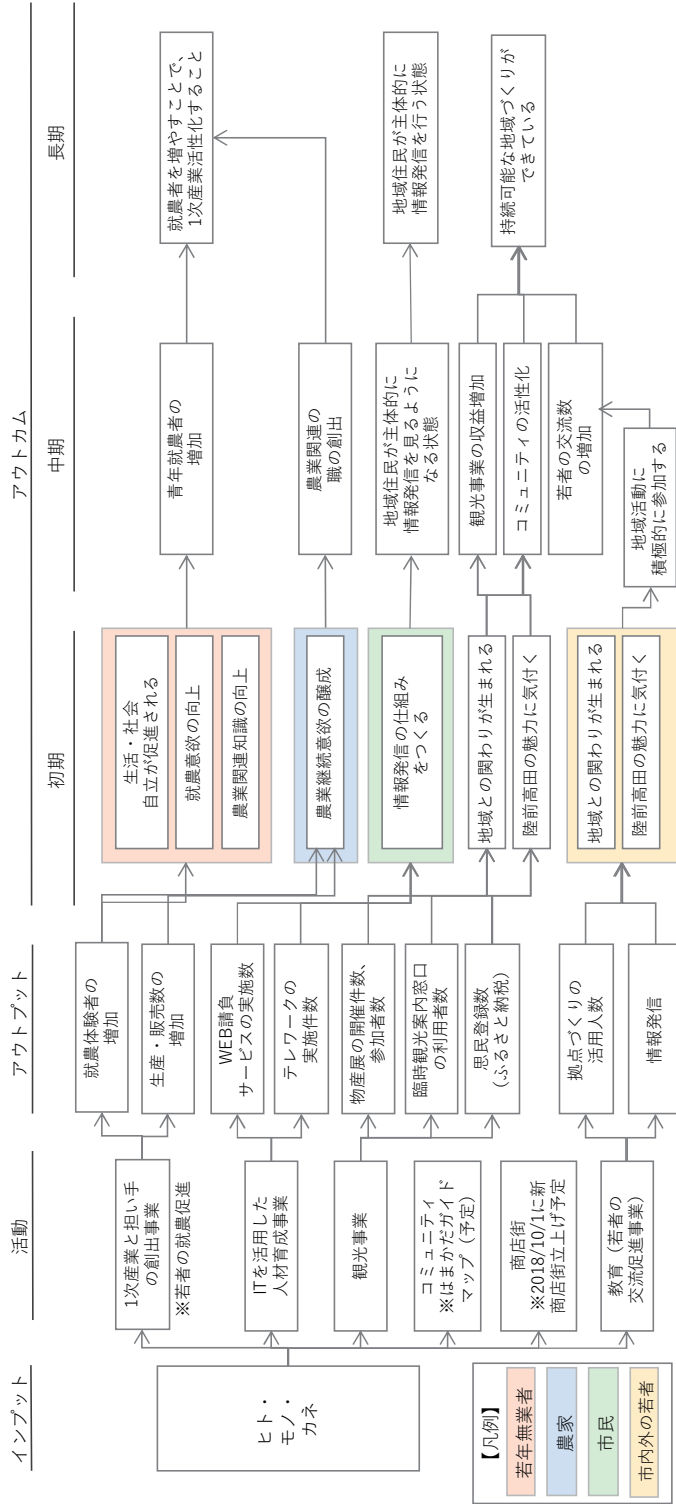 インプット
活動
アウトプット
アウトカム
初期
中期
長期
ヒト・
モノ・
カネ
1次産業と担い手
の創出事業
※若者の就農促進
ITを活用した
人材育成事業
観光事業
コミュニティ
※はまかだガイド
マップ（予定）
商店街
※2018/10/1に新
商店街立上げ予定
教育（若者の
交流促進事業）
就農体験者の
増加
生産・販売数の
増加
WEB請負
サービスの実施数
テレワークの
実施件数
物産展の開催件数、
参加者数
臨時観光案内窓口
の利用者数
思民登録数
(ふるさと納税)
拠点づくりの
活用人数
情報発信
生活・社会
自立が促進される
就農意欲の向上
農業関連知識の向上
農業継続意欲の醸成
情報発信の仕組み
をつくる
地域との関わりが生まれる
陸前高田の魅力に気付く
地域との関わりが生まれる
陸前高田の魅力に気付く
青年就農者の
増加
農業関連の
職の創出
地域住民が主体的に
情報発信を見るように
なる状態
観光事業の収益増加
コミュニティの活性化
若者の交流数
の増加
地域活動に
積極的に参加する
就農者を増やすことで、
1次産業活性化すること
地域住民が主体的に
情報発信を行う状態
持続可能な地域づくりが
できている
【凡例】
若年無業者
農家
市民
市内外の若者